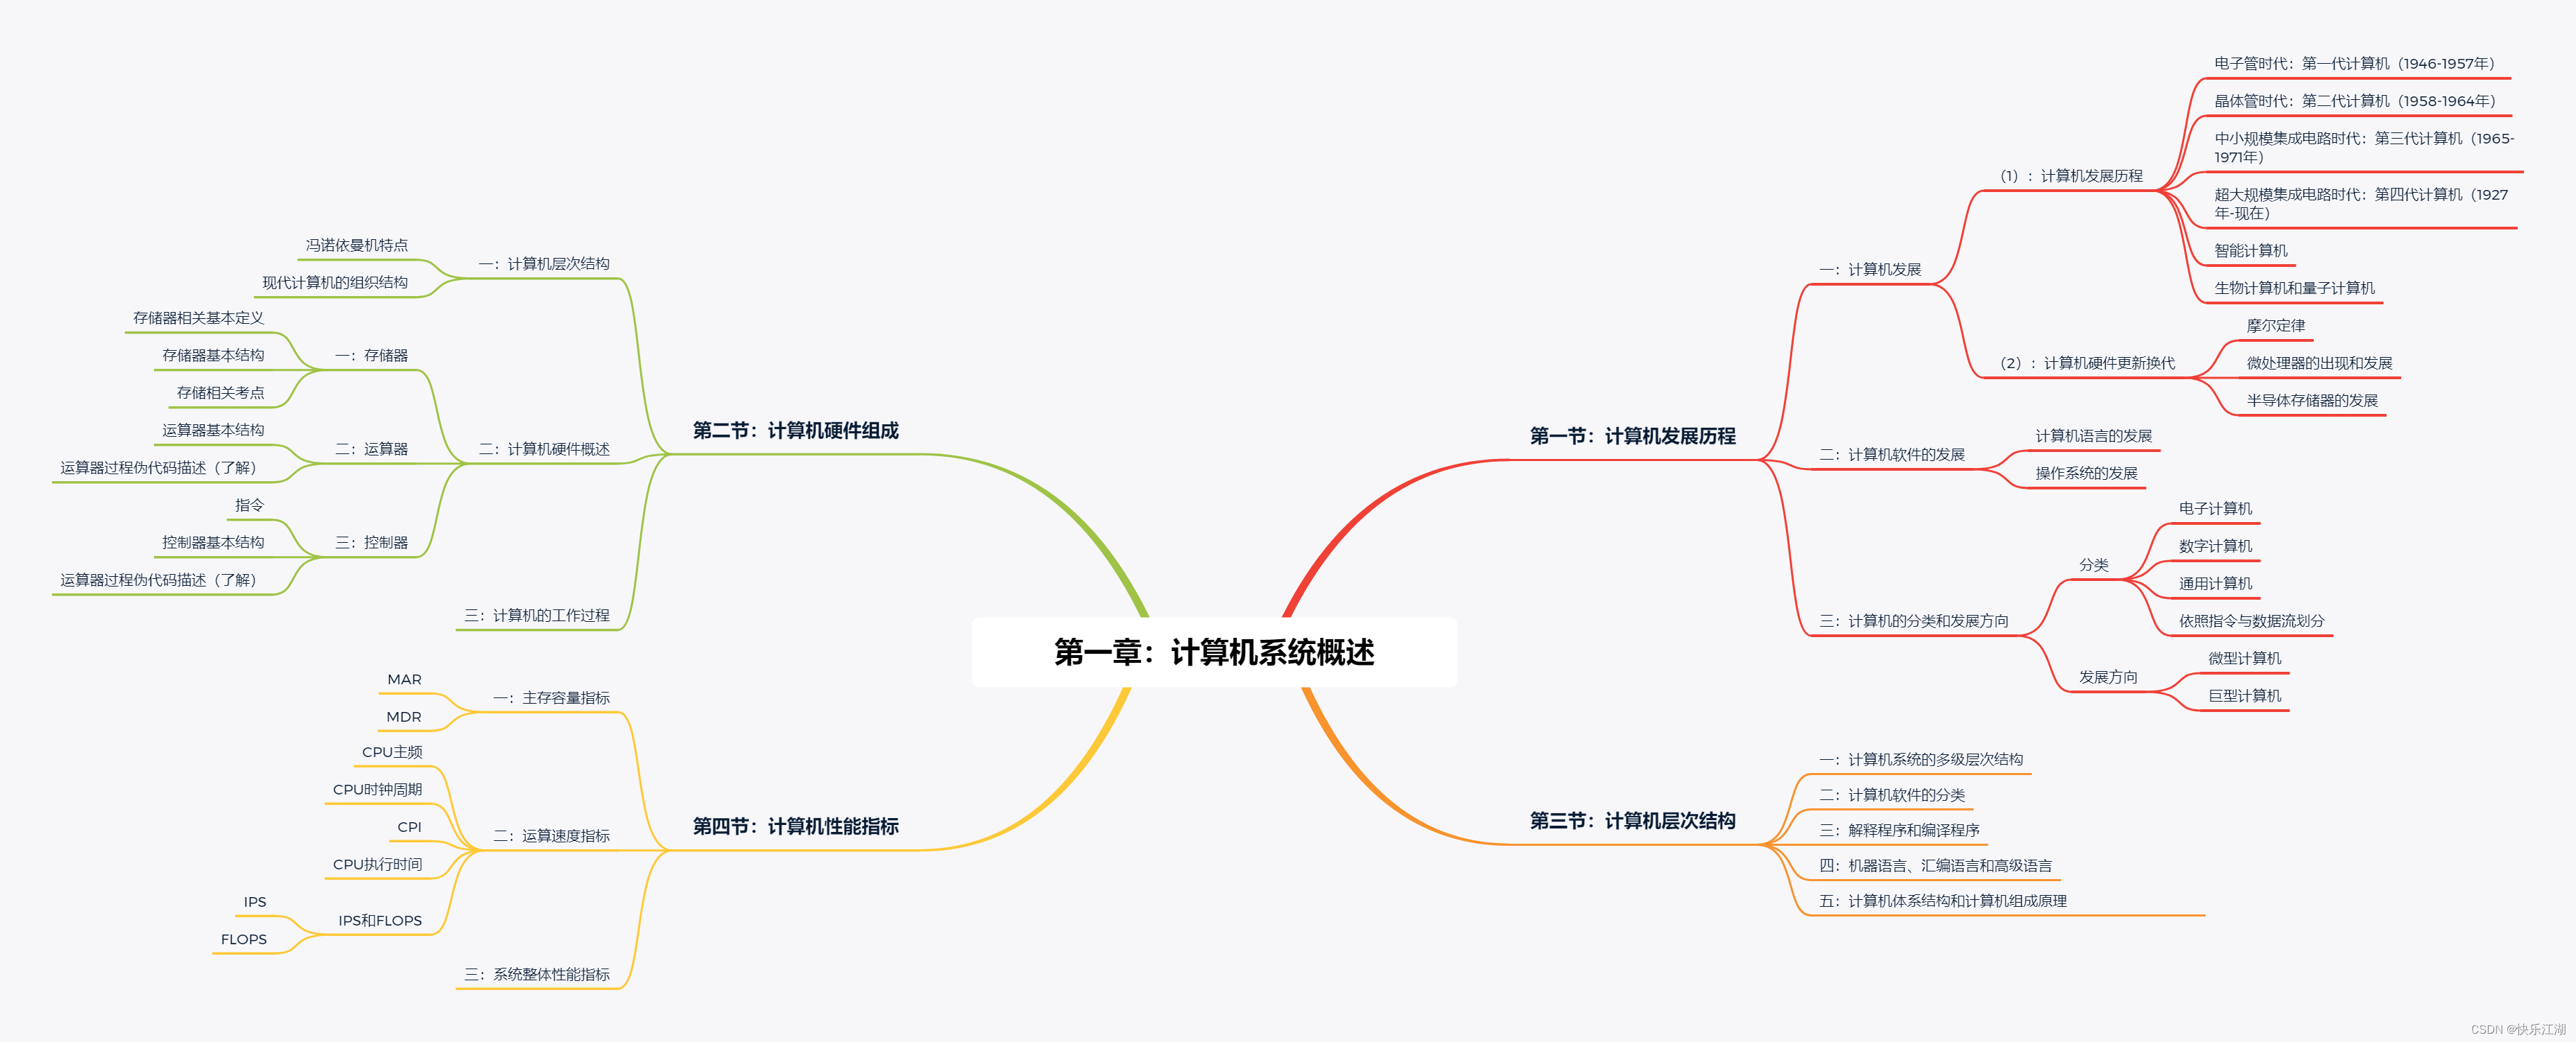 第一章：计算机系统概述
第一节：计算机发展历程
一：计算机发展
（1）：计算机发展历程
电子管时代：第一代计算机（1946-1957年）
晶体管时代：第二代计算机（1958-1964年）
中小规模集成电路时代：第三代计算机（1965-
1971年）
超大规模集成电路时代：第四代计算机（1927
年-现在）
智能计算机
生物计算机和量子计算机
（2）：计算机硬件更新换代
摩尔定律
微处理器的出现和发展
半导体存储器的发展
二：计算机软件的发展
计算机语言的发展
操作系统的发展
三：计算机的分类和发展方向
分类
电子计算机
数字计算机
通用计算机
依照指令与数据流划分
发展方向
微型计算机
巨型计算机
第二节：计算机硬件组成
一：计算机层次结构
冯诺依曼机特点
现代计算机的组织结构
二：计算机硬件概述
一：存储器
存储器相关基本定义
存储器基本结构
存储相关考点
二：运算器
运算器基本结构
运算器过程伪代码描述（了解）
三：控制器
指令
控制器基本结构
运算器过程伪代码描述（了解）
三：计算机的工作过程
第三节：计算机层次结构
一：计算机系统的多级层次结构
二：计算机软件的分类
三：解释程序和编译程序
四：机器语言、汇编语言和高级语言
五：计算机体系结构和计算机组成原理
第四节：计算机性能指标
一：主存容量指标
MAR
MDR
二：运算速度指标
CPU主频
CPU时钟周期
CPI
CPU执行时间
IPS和FLOPS
IPS
FLOPS
三：系统整体性能指标
CSDN @快乐江湖